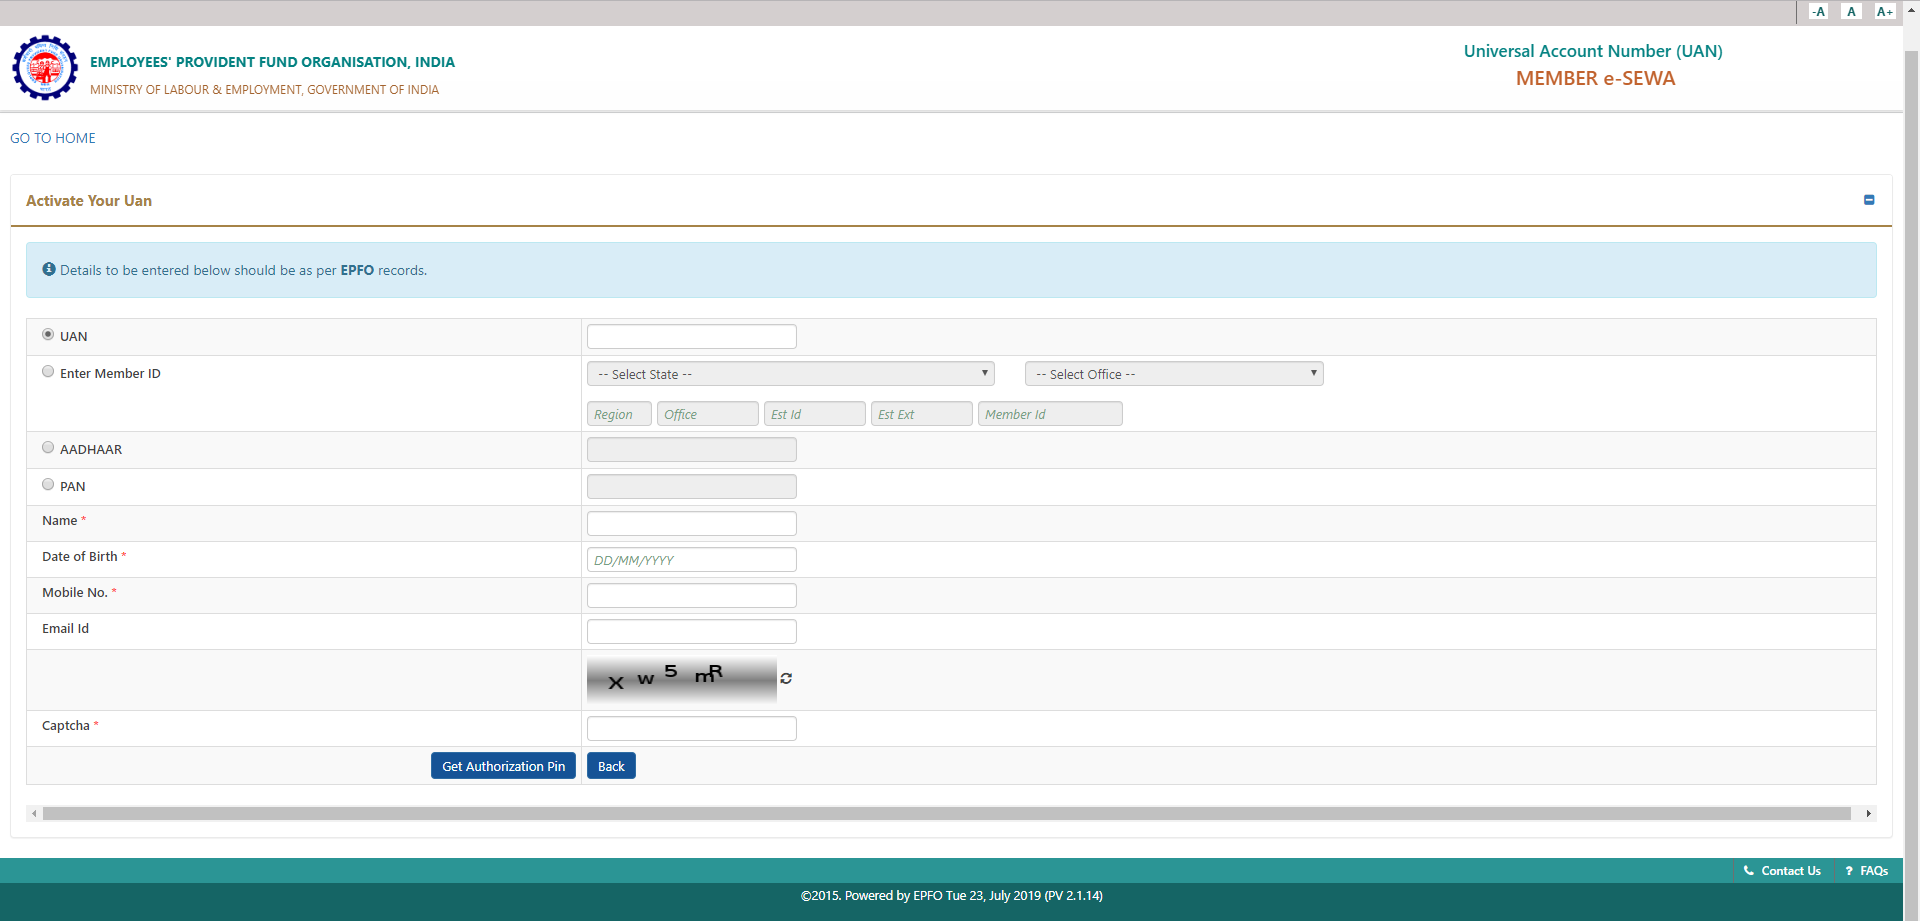 -A A A+
EMPLOYEES' PROVIDENT FUND ORGANISATION, INDIA
MINISTRY OF LABOUR & EMPLOYMENT, GOVERNMENT OF INDIA
Universal Account Number (UAN)
MEMBER e-SEWA
GO TO HOME
Activate Your Uan
Details to be entered below should be as per EPFO records.
UAN
Enter Member ID
-- Select State -- -- Select Office --
Region Office Est Id Est Ext Member Id
AADHAAR
PAN
Name *
Date of Birth * DD/MM/YYYY
Mobile No. *
Email Id
x w 5 m R
Captcha *
Get Authorization Pin Back
Contact Us ? FAQs
©2015. Powered by EPFO Tue 23, July 2019 (PV 2.1.14)